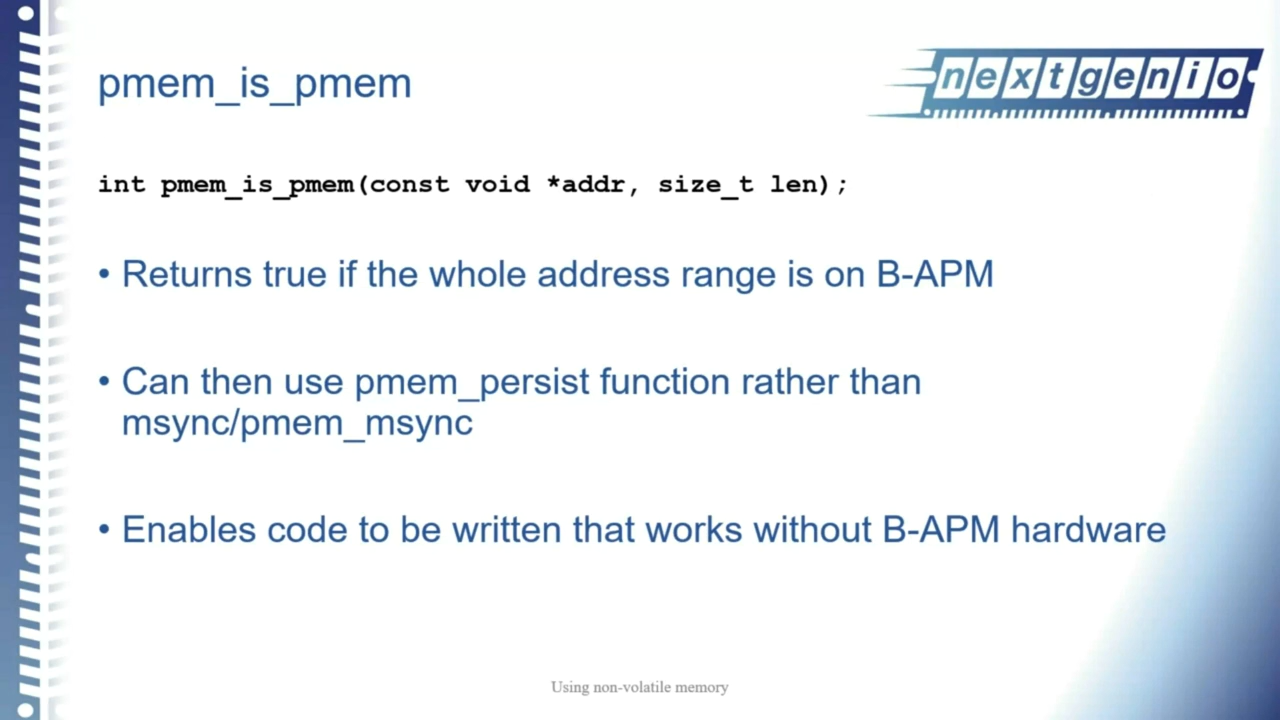 pmem_is_pmem
nextgenio
int pmem_is_pmem(const void *addr, size_t len);
• Returns true if the whole address range is on B-APM
• Can then use pmem_persist function rather than
msync/pmem_msync
• Enables code to be written that works without B-APM hardware
Using non-volatile memory